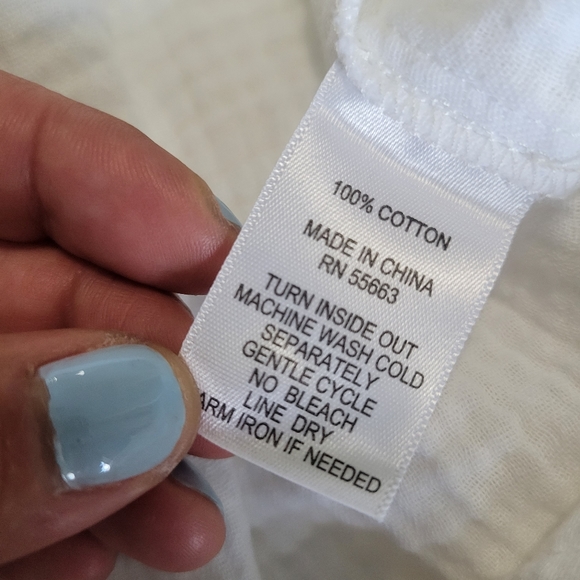 100% COTTON
MADE IN CHINA
RN 55663
TURN INSIDE OUT
MACHINE WASH COLD
SEPARATELY
GENTLE CYCLE
NO BLEACH
LINE DRY
ARM IRON IF NEEDED